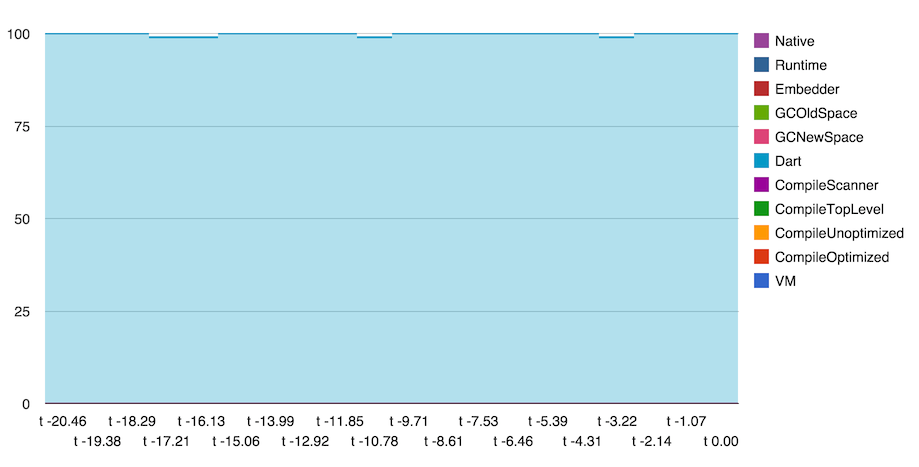 100
75
50
25
0
t -20.46 t -18.29 t -16.13 t -13.99 t -11.85 t -9.71 t -7.53 t -5.39 t -3.22 t -1.07
t -19.38 t -17.21 t -15.06 t -12.92 t -10.78 t -8.61 t -6.46 t -4.31 t -2.14 t 0.00
Native
Runtime
Embedder
GCOldSpace
GCNewSpace
Dart
CompileScanner
CompileTopLevel
CompileUnoptimized
CompileOptimized
VM